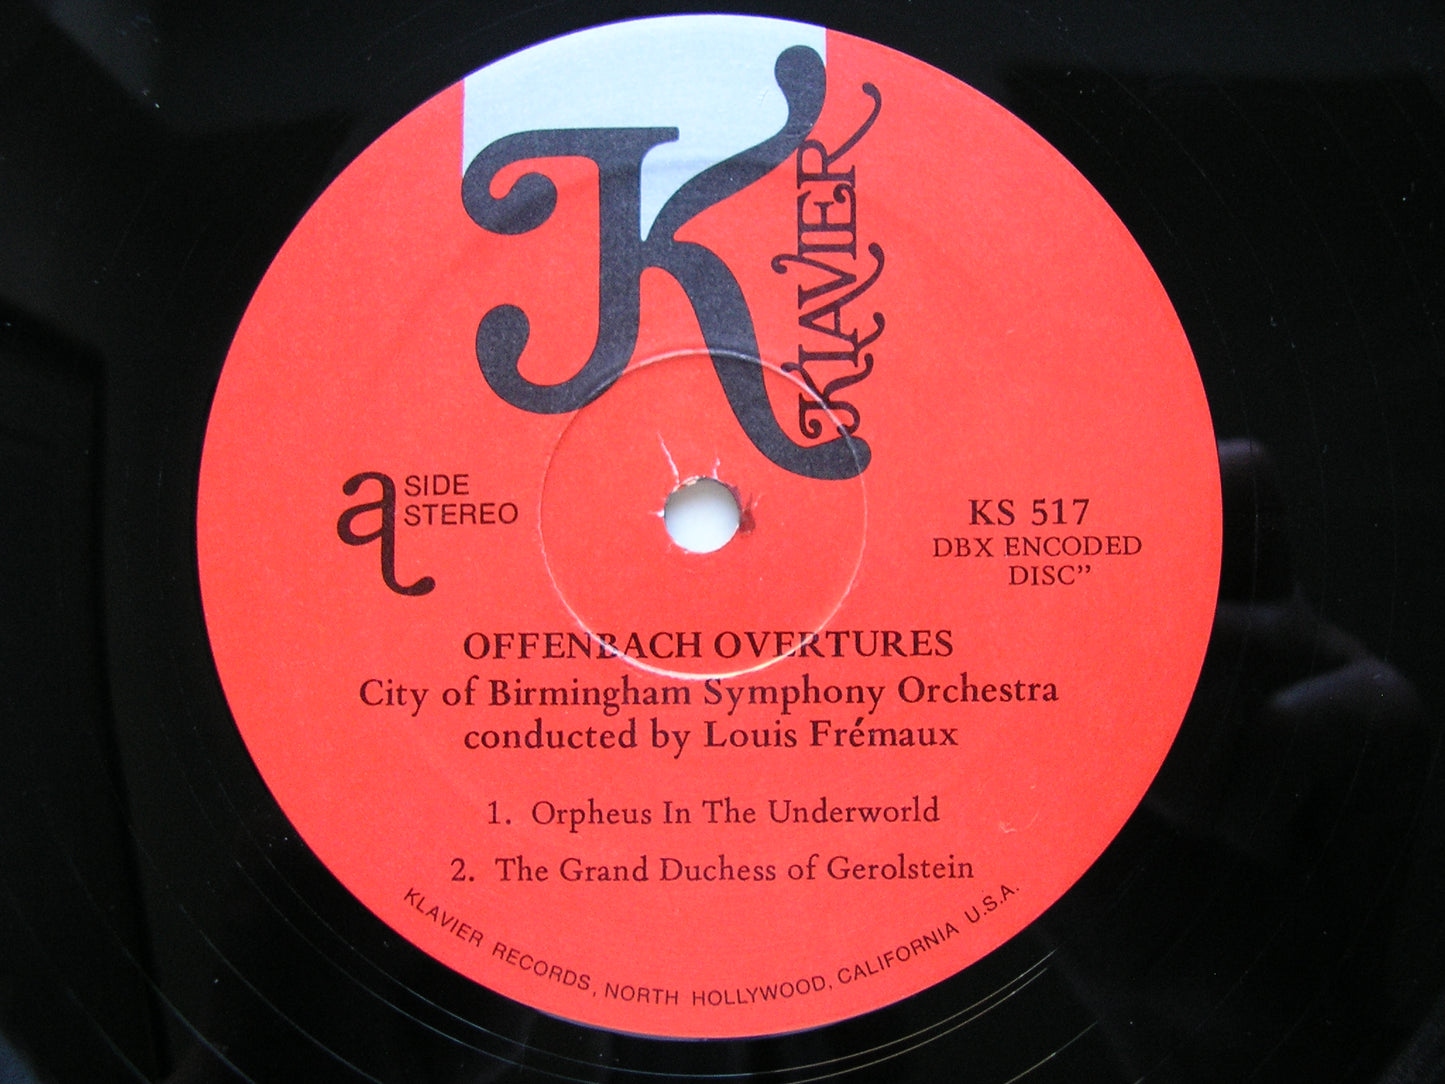 K
KLAVIER
a SIDE
STEREO
KS 517
DBX ENCODED
DISC”
OFFENBACH OVERTURES
City of Birmingham Symphony Orchestra
conducted by Louis Frémaux
1. Orpheus In The Underworld
2. The Grand Duchess of Gerolstein
KLAVIER RECORDS, NORTH HOLLYWOOD, CALIFORNIA U.S.A.